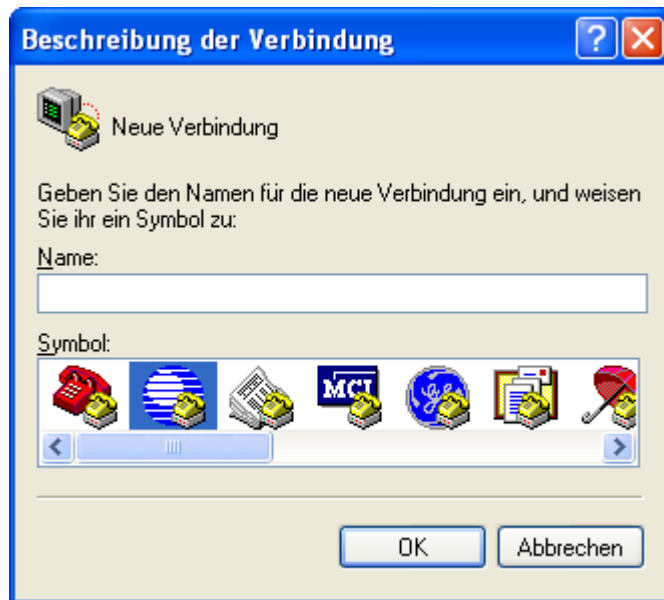 Beschreibung der Verbindung
Neue Verbindung
Geben Sie den Namen für die neue Verbindung ein, und weisen
Sie ihr ein Symbol zu:
Name:
Symbol:
MCI
OK Abbrechen